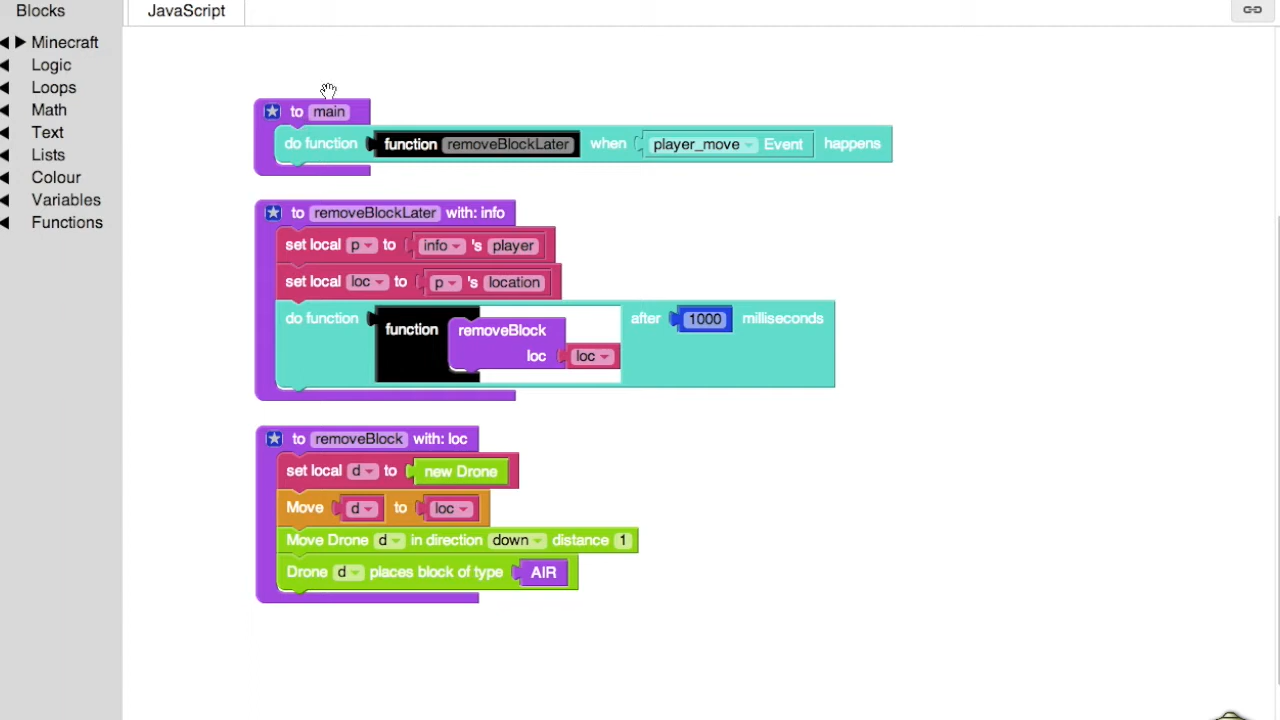 Blocks JavaScript
Minecraft
Logic
Loops
Math
Text
Lists
Colour
Variables
Functions
to main
do function function removeBlockLater when player_move Event happens
to removeBlockLater with: info
set local p to info 's player
set local loc to p 's location
do function function removeBlock after 1000 milliseconds
loc loc
to removeBlock with: loc
set local d to new Drone
Move d to loc
Move Drone d in direction down distance 1
Drone d places block of type AIR